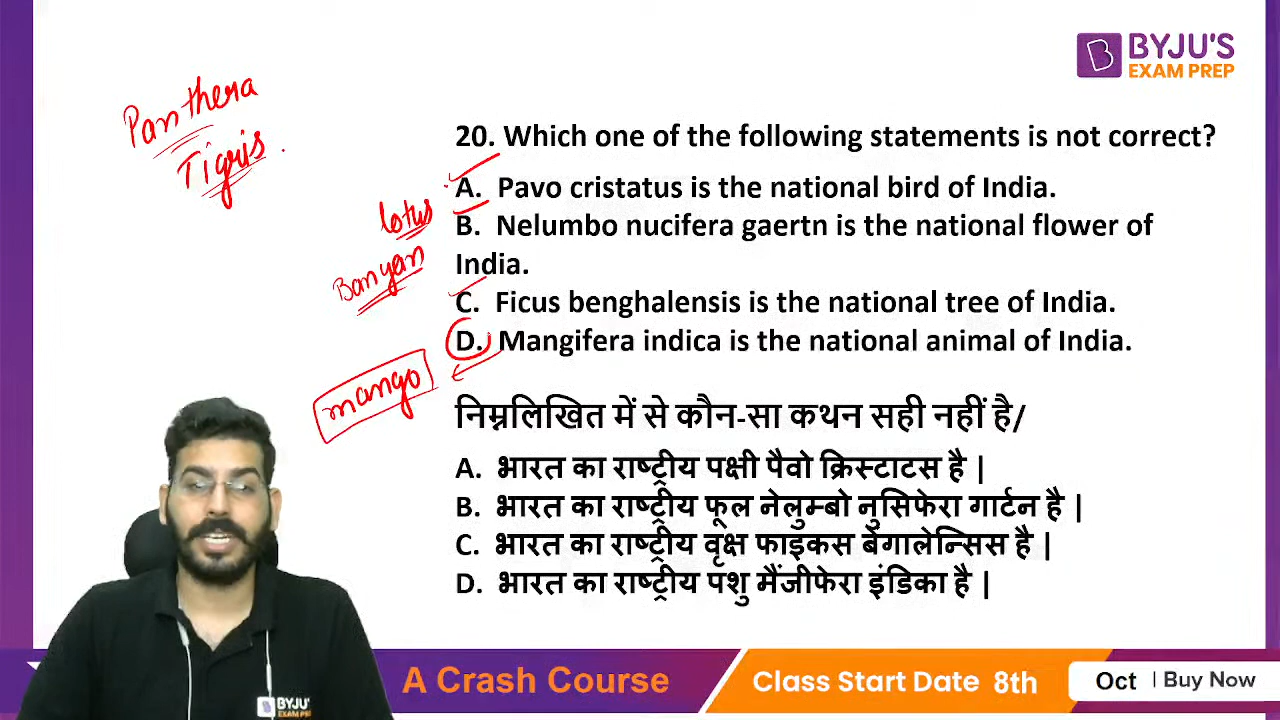 BYJU'S
EXAM PREP
Panthera
Tigris
20. Which one of the following statements is not correct?
A. Pavo cristatus is the national bird of India.
lotus
B. Nelumbo nucifera gaertn is the national flower of
India.
Banyan
C. Ficus benghalensis is the national tree of India.
D. Mangifera indica is the national animal of India.
mango
निम्नलिखित में से कौन-सा कथन सही नहीं है/
A. भारत का राष्ट्रीय पक्षी पैवो क्रिस्टाटस है |
B. भारत का राष्ट्रीय फूल नेलुम्बो नुसिफेरा गार्टन है |
C. भारत का राष्ट्रीय वृक्ष फाइकस बेंगालेन्सिस है |
D. भारत का राष्ट्रीय पशु मैंजीफेरा इंडिका है |
BYJU'S
EXAM PREP
A Crash Course
Class Start Date 8th
Oct | Buy Now